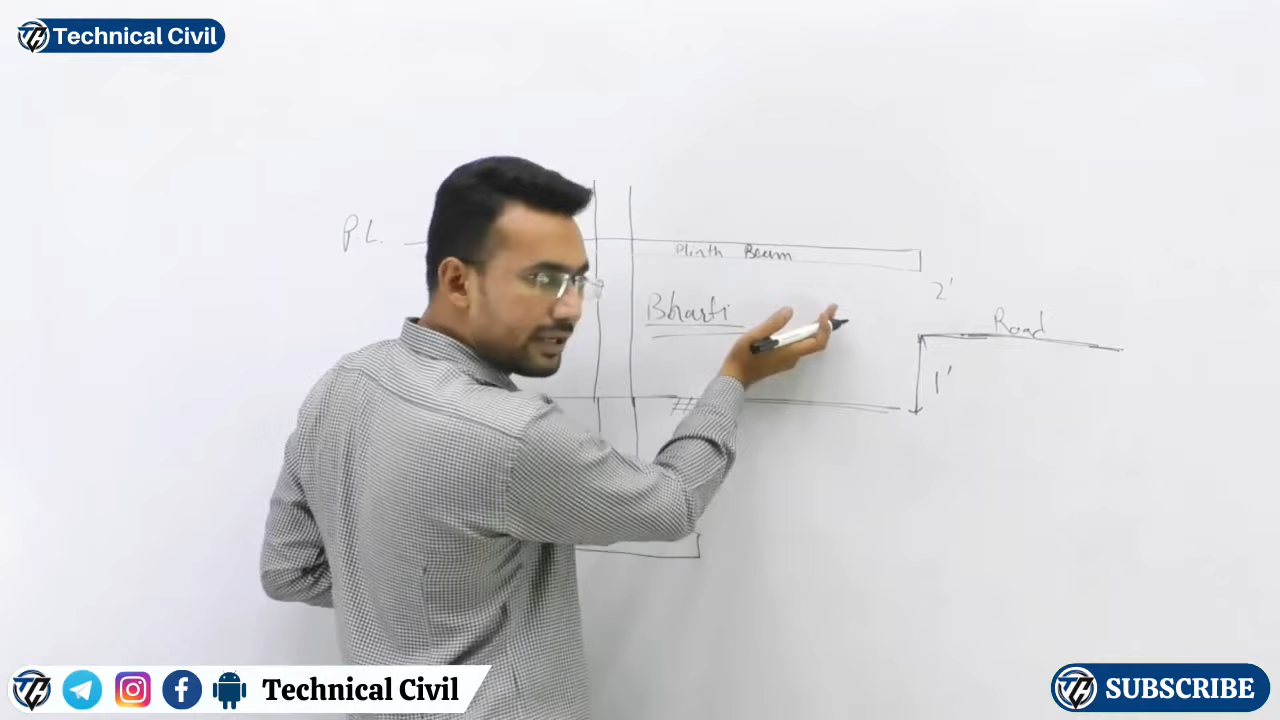 Technical Civil
P.L.
Plinth Beam
2'
Bharti
Road
1'
Technical Civil
SUBSCRIBE